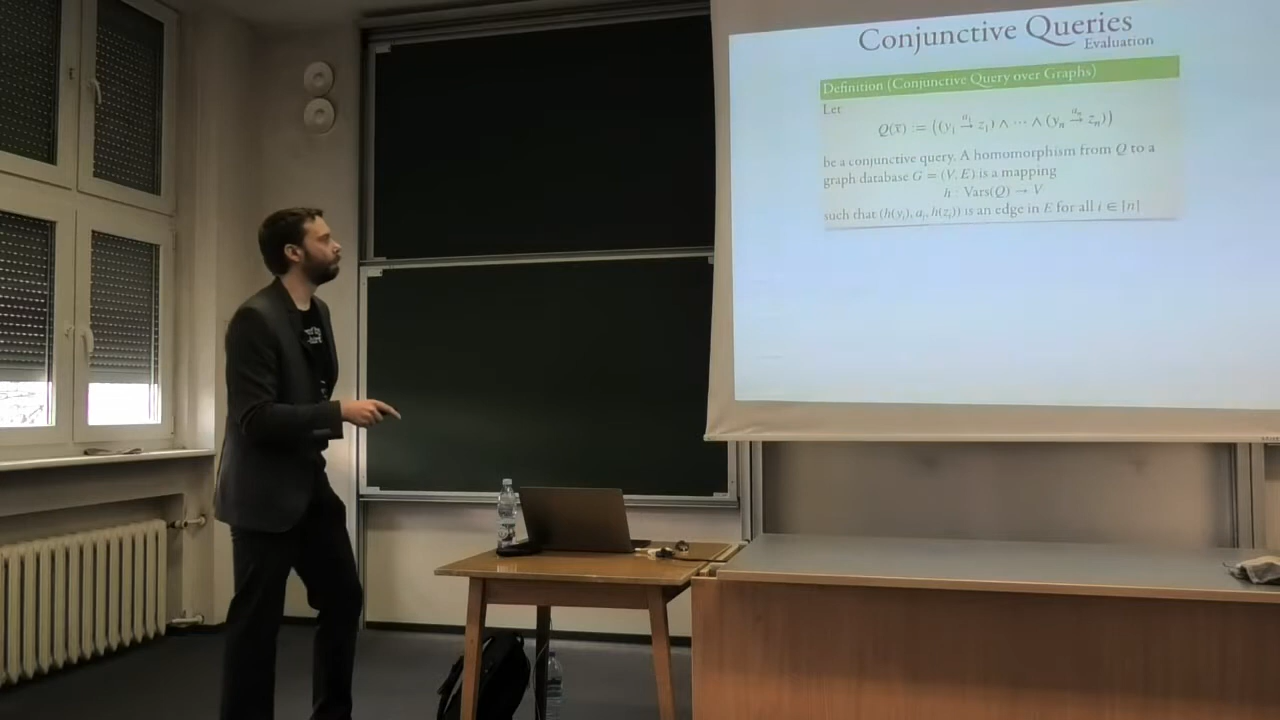 Conjunctive Queries
Evaluation
Definition (Conjunctive Query over Graphs)
Let
Q(x̄) := ((y₁ →^{a₁} z₁) ∧ ⋯ ∧ (yₙ →^{aₙ} zₙ))
be a conjunctive query. A homomorphism from Q to a
graph database G = (V, E) is a mapping
h : Vars(Q) → V
such that (h(yᵢ), aᵢ, h(zᵢ)) is an edge in E for all i ∈ [n]